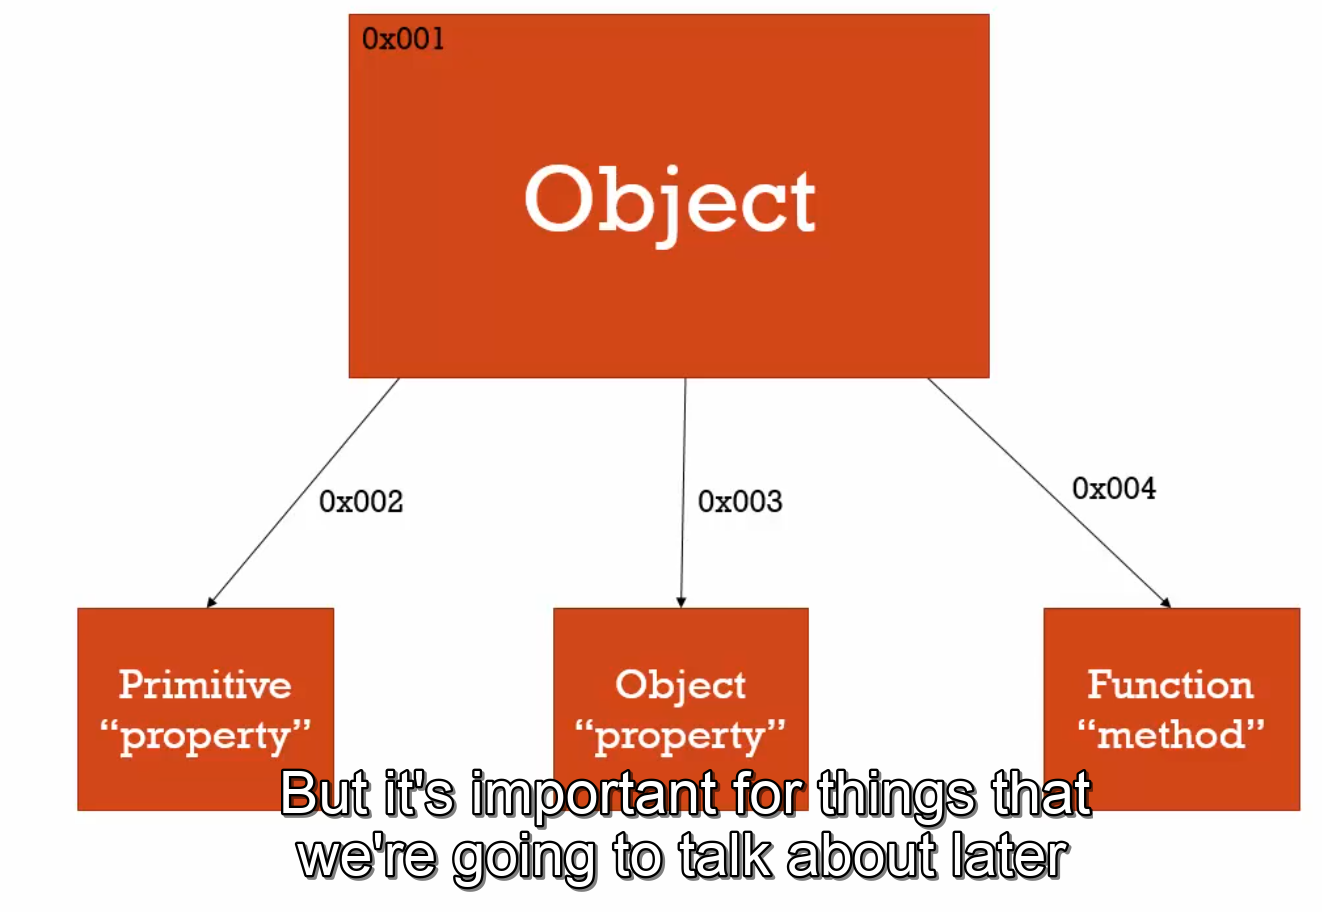 0x001
Object
0x002
0x003
0x004
Primitive
“property”
Object
“property”
Function
“method”
But it's important for things that
we're going to talk about later